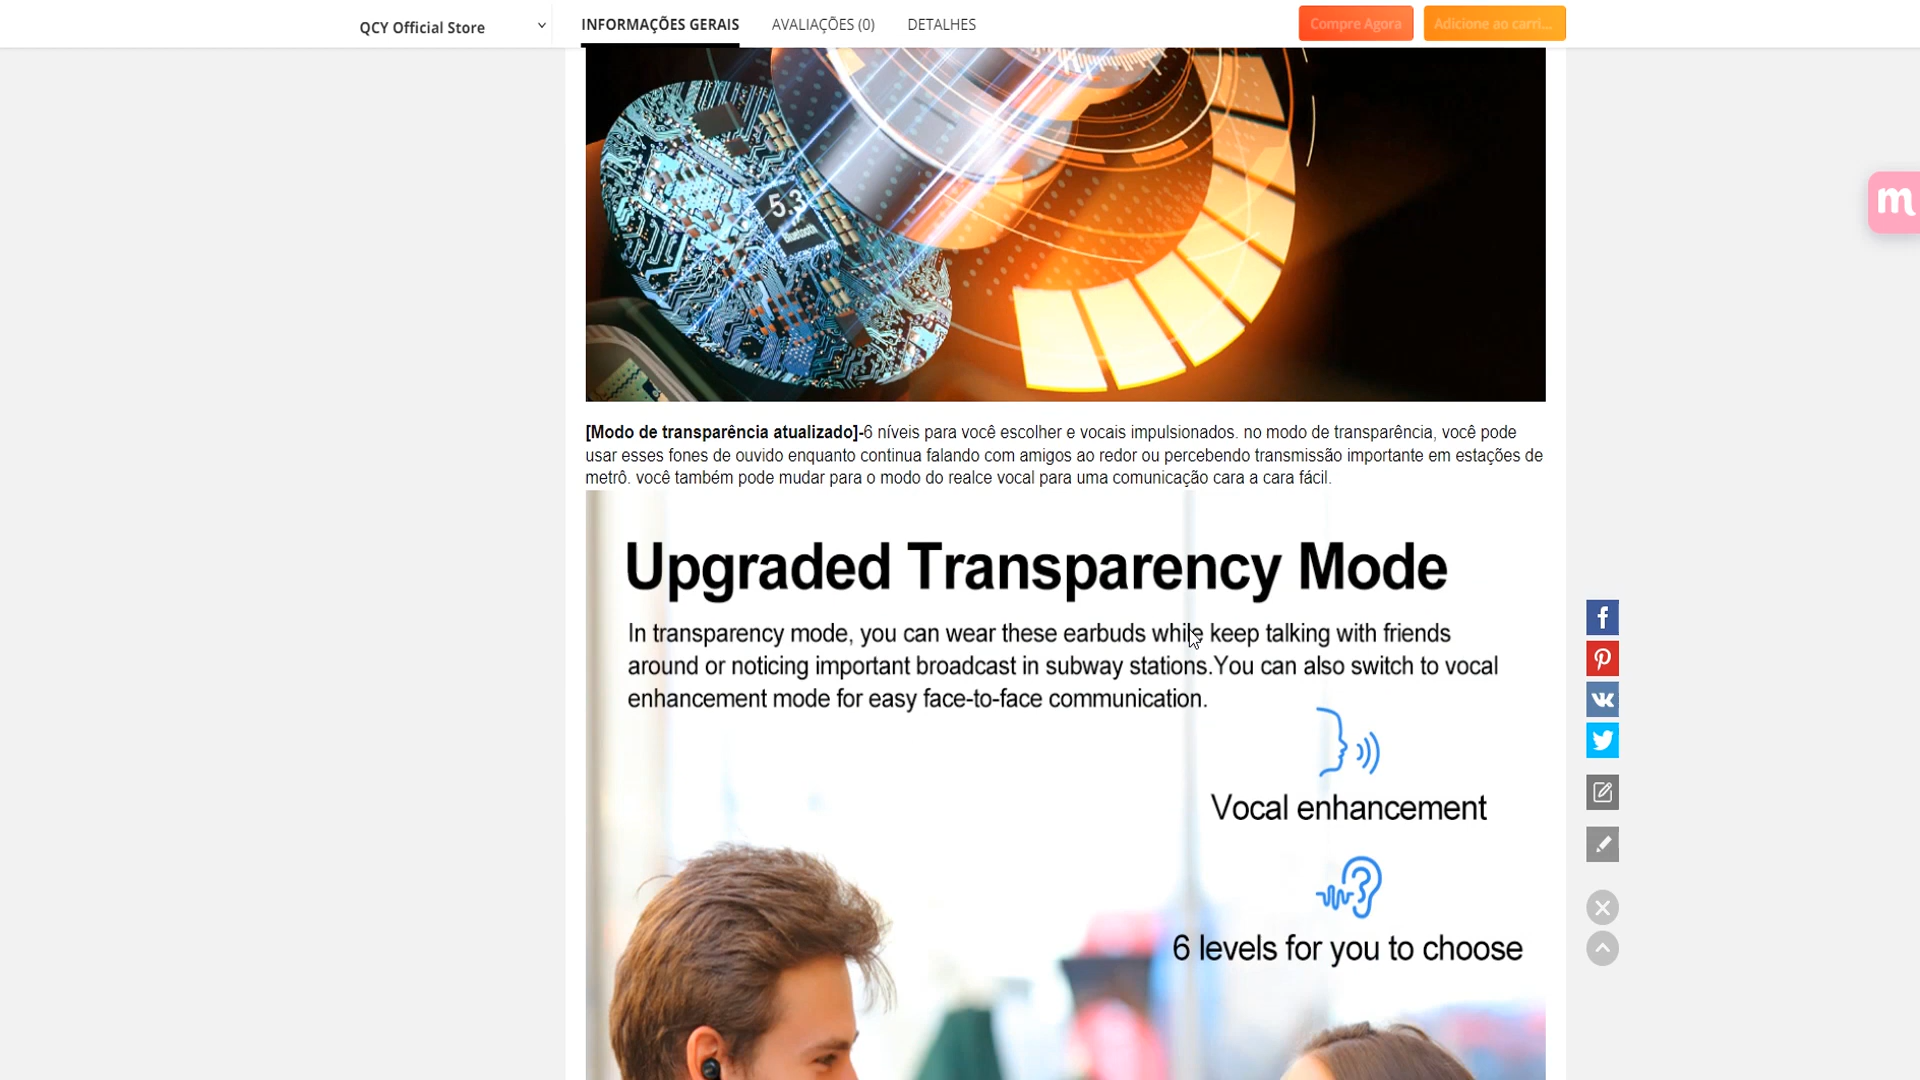 QCY Official Store
INFORMAÇÕES GERAIS
AVALIAÇÕES (0)
DETALHES
Compre Agora
Adicione ao carri...
5.3
Bluetooth
[Modo de transparência atualizado]-6 níveis para você escolher e vocais impulsionados. no modo de transparência, você pode
usar esses fones de ouvido enquanto continua falando com amigos ao redor ou percebendo transmissão importante em estações de
metrô. você também pode mudar para o modo do realce vocal para uma comunicação cara a cara fácil.
Upgraded Transparency Mode
In transparency mode, you can wear these earbuds while keep talking with friends
around or noticing important broadcast in subway stations.You can also switch to vocal
enhancement mode for easy face-to-face communication.
Vocal enhancement
6 levels for you to choose